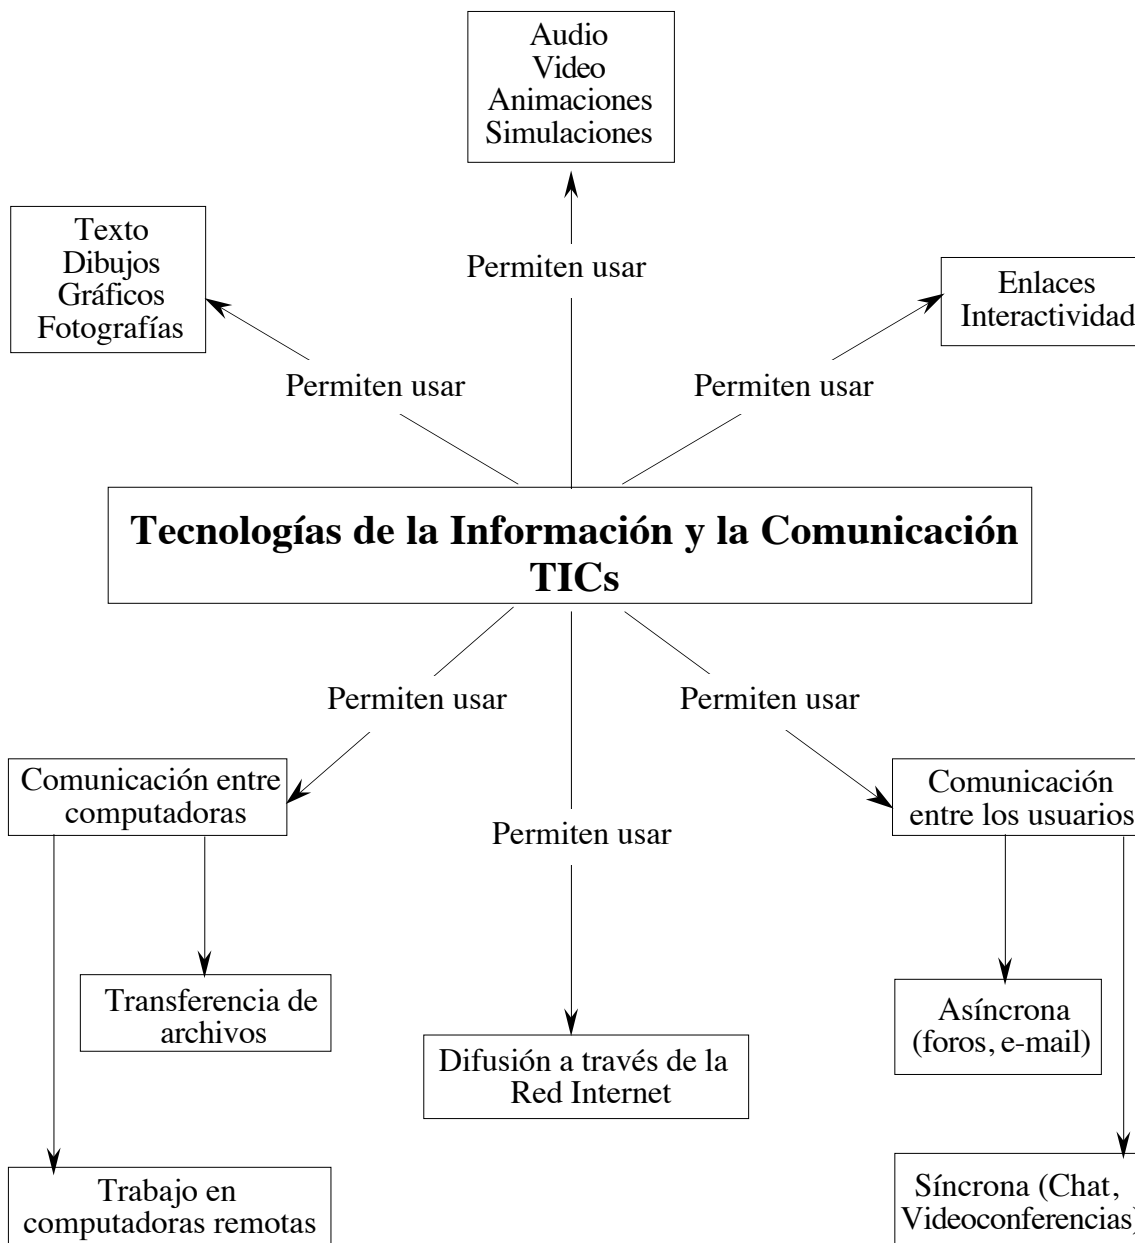 Audio
Video
Animaciones
Simulaciones
Texto
Dibujos
Gráficos
Fotografías
Permiten usar
Enlaces
Interactividad
Permiten usar
Permiten usar
Tecnologías de la Información y la Comunicación
TICs
Permiten usar
Permiten usar
Comunicación entre
computadoras
Permiten usar
Comunicación
entre los usuarios
Transferencia de
archivos
Difusión a través de la
Red Internet
Asíncrona
(foros, e-mail)
Trabajo en
computadoras remotas
Síncrona (Chat,
Videoconferencias)